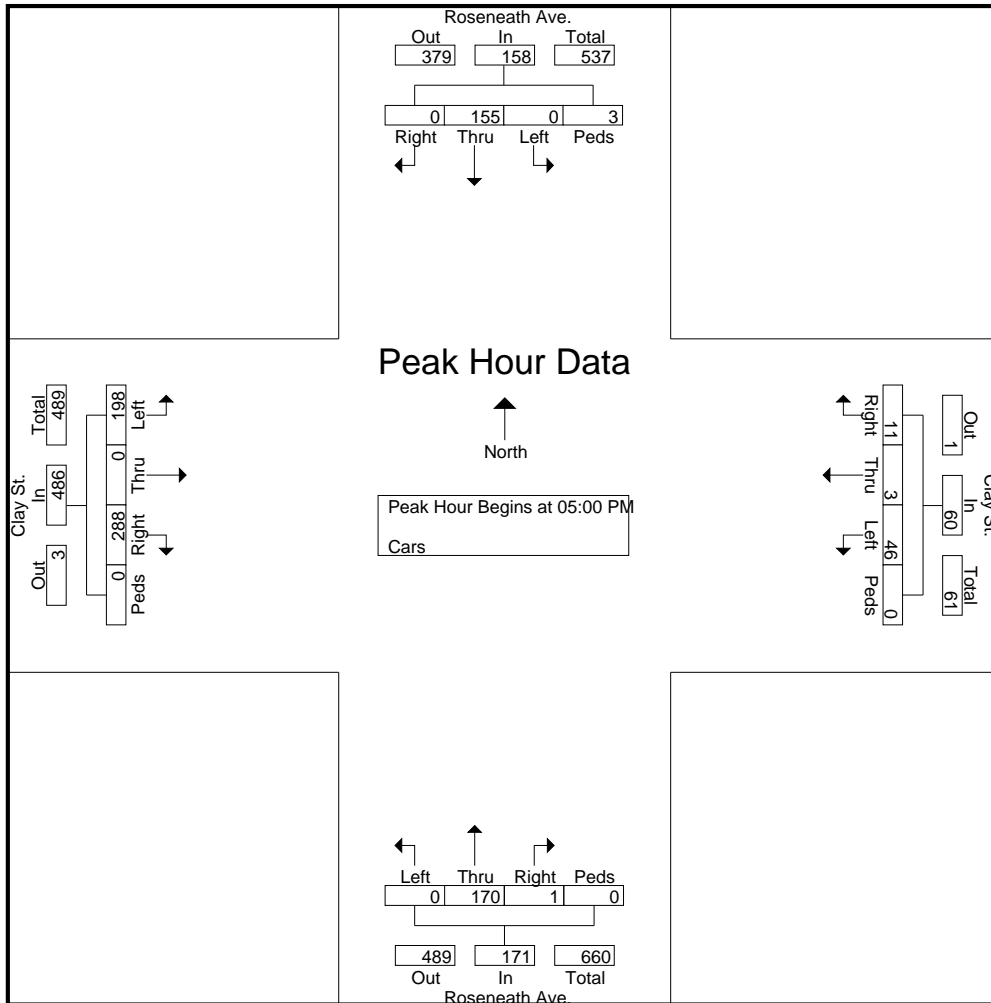 Roseneath Ave.
Out In Total
379 158 537
0 155 0 3
Right Thru Left Peds
Peak Hour Data
North
Peak Hour Begins at 05:00 PM
Cars
Clay St.
Out In Total
3 486 489
Left Thru Right Peds
198 0 288 0
Right Thru Left Peds
11 3 46 0
Out In Total
1 60 61
Clay St.
Left Thru Right Peds
0 170 1 0
489 171 660
Out In Total
Roseneath Ave.